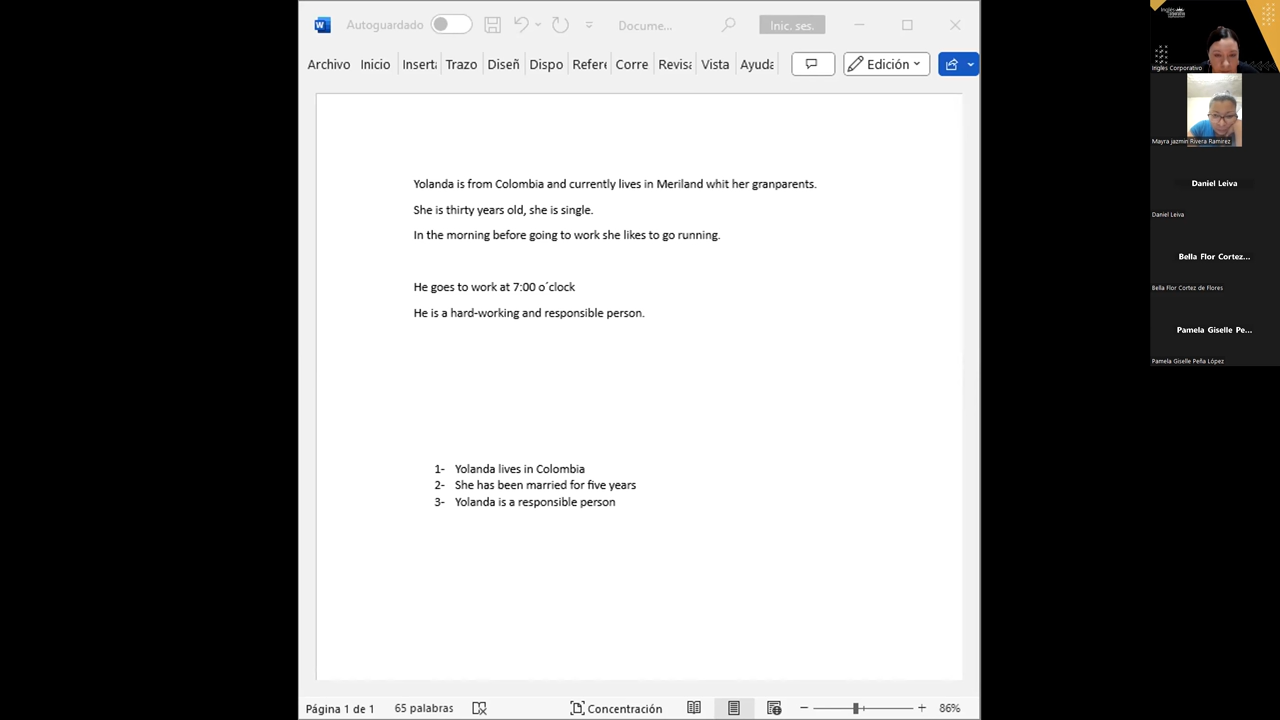 Autoguardado
Docume...
Inic. ses.
Archivo Inicio Inserta Trazo Diseñ Dispo Refere Corre Revisa Vista Ayuda
Edición
Yolanda is from Colombia and currently lives in Meriland whit her granparents.
She is thirty years old, she is single.
In the morning before going to work she likes to go running.
He goes to work at 7:00 o´clock
He is a hard-working and responsible person.
1- Yolanda lives in Colombia
2- She has been married for five years
3- Yolanda is a responsible person
Página 1 de 1 65 palabras Concentración 86%
Ingles Corporativo
Mayra jazmin Rivera Ramirez
Daniel Leiva
Daniel Leiva
Bella Flor Cortez...
Bella Flor Cortez de Flores
Pamela Giselle Pe...
Pamela Giselle Peña López